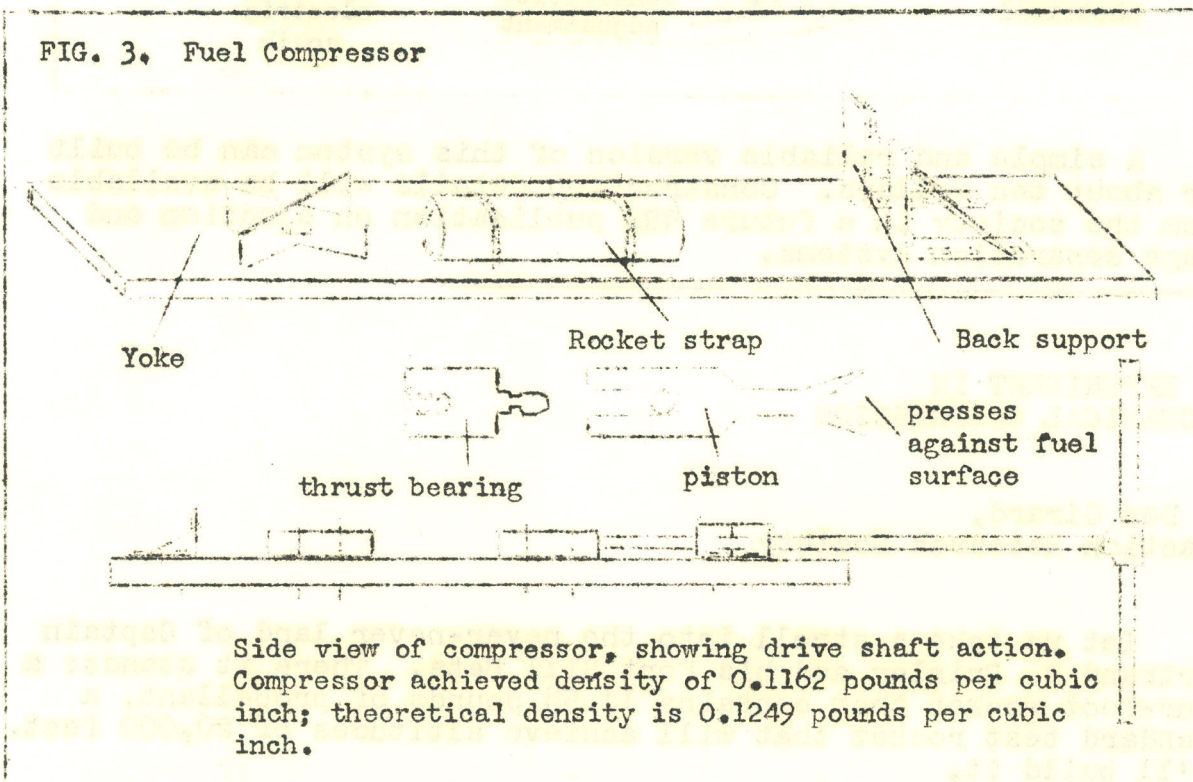 FIG. 3. Fuel Compressor
Yoke
Rocket strap
Back support
thrust bearing
piston
presses
against fuel
surface
Side view of compressor, showing drive shaft action.
Compressor achieved density of 0.1162 pounds per cubic
inch; theoretical density is 0.1249 pounds per cubic
inch.